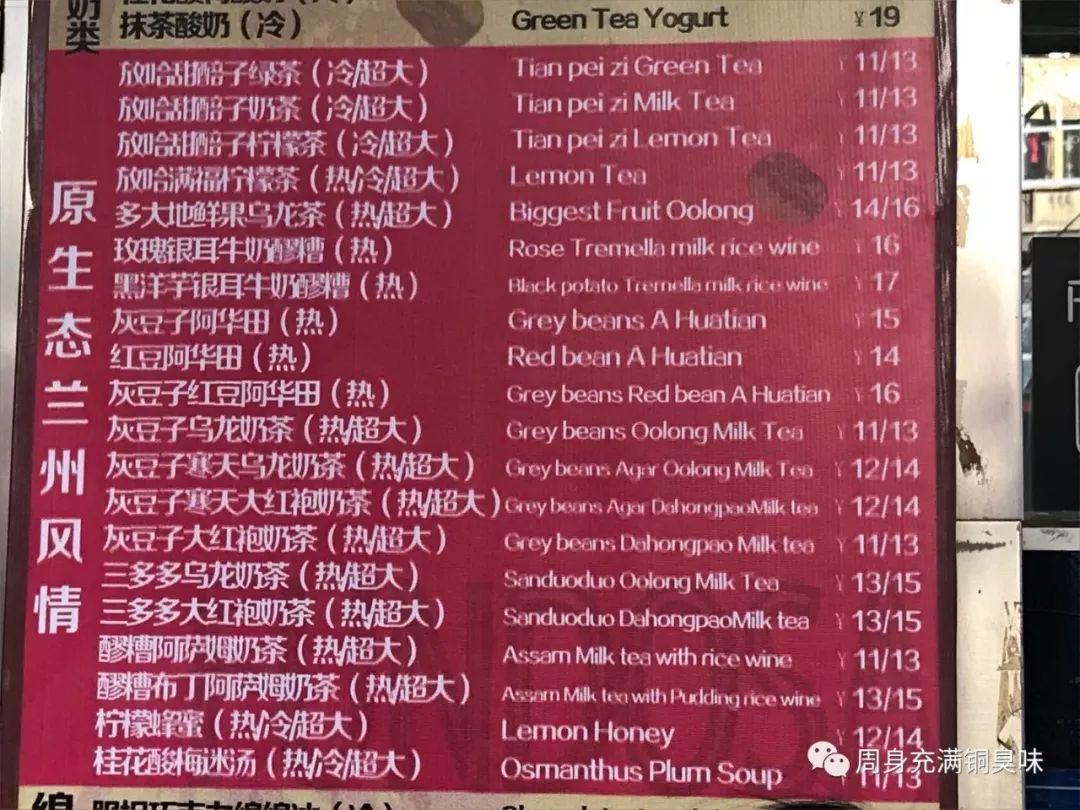 奶类
抹茶酸奶（冷） Green Tea Yogurt ¥ 19
原生态兰州风情
放哈甜醅子绿茶（冷/超大） Tian pei zi Green Tea ¥ 11/13
放哈甜醅子奶茶（冷/超大） Tian pei zi Milk Tea ¥ 11/13
放哈甜醅子柠檬茶（冷/超大） Tian pei zi Lemon Tea ¥ 11/13
放哈满福柠檬茶（热/冷/超大） Lemon Tea ¥ 11/13
多大地鲜果乌龙茶（热/超大） Biggest Fruit Oolong ¥ 14/16
玫瑰银耳牛奶醪糟（热） Rose Tremella milk rice wine ¥ 16
黑洋芋银耳牛奶醪糟（热） Black potato Tremella milk rice wine ¥ 17
灰豆子阿华田（热） Grey beans A Huatian ¥ 15
红豆阿华田（热） Red bean A Huatian ¥ 14
灰豆子红豆阿华田（热） Grey beans Red bean A Huatian ¥ 16
灰豆子乌龙奶茶（热/超大） Grey beans Oolong Milk Tea ¥ 11/13
灰豆子寒天乌龙奶茶（热/超大） Grey beans Agar Oolong Milk Tea ¥ 12/14
灰豆子寒天大红袍奶茶（热/超大） Grey beans Agar DahongpaoMilk tea ¥ 12/14
灰豆子大红袍奶茶（热/超大） Grey beans Dahongpao Milk tea ¥ 11/13
三多多乌龙奶茶（热/超大） Sanduoduo Oolong Milk Tea ¥ 13/15
三多多大红袍奶茶（热/超大） Sanduoduo DahongpaoMilk tea ¥ 13/15
醪糟阿萨姆奶茶（热/超大） Assam Milk tea with rice wine ¥ 11/13
醪糟布丁阿萨姆奶茶（热/超大） Assam Milk tea with Pudding rice wine ¥ 13/15
柠檬蜂蜜（热/冷/超大） Lemon Honey ¥ 12/14
桂花酸梅迷汤（热/冷/超大） Osmanthus Plum Soup ¥ 11/13
周身充满铜臭味